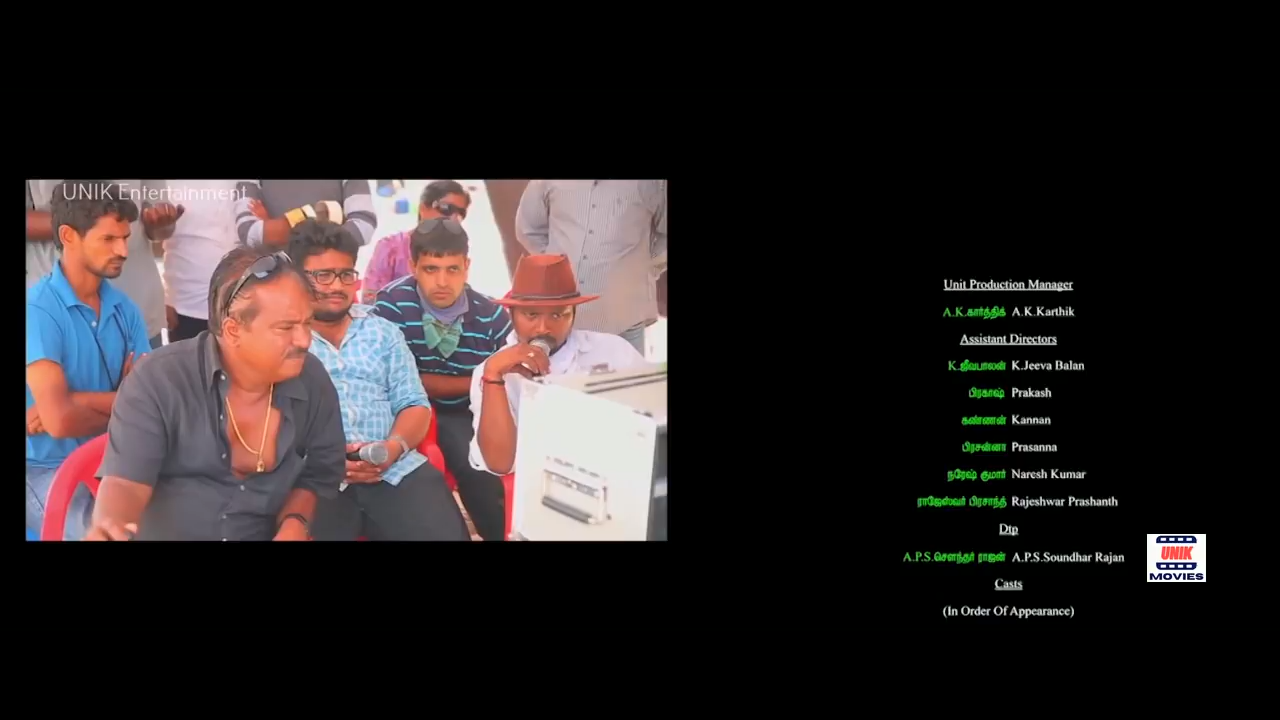 UNIK Entertainment
Unit Production Manager
A.K.கார்த்திக் A.K.Karthik
Assistant Directors
K.ஜீவபாலன் K.Jeeva Balan
பிரகாஷ் Prakash
கண்ணன் Kannan
பிரசன்னா Prasanna
நரேஷ் குமார் Naresh Kumar
ராஜேஸ்வர் பிரசாந்த் Rajeshwar Prashanth
Dtp
A.P.S.சௌந்தர் ராஜன் A.P.S.Soundhar Rajan
Casts
(In Order Of Appearance)
UNIK
MOVIES